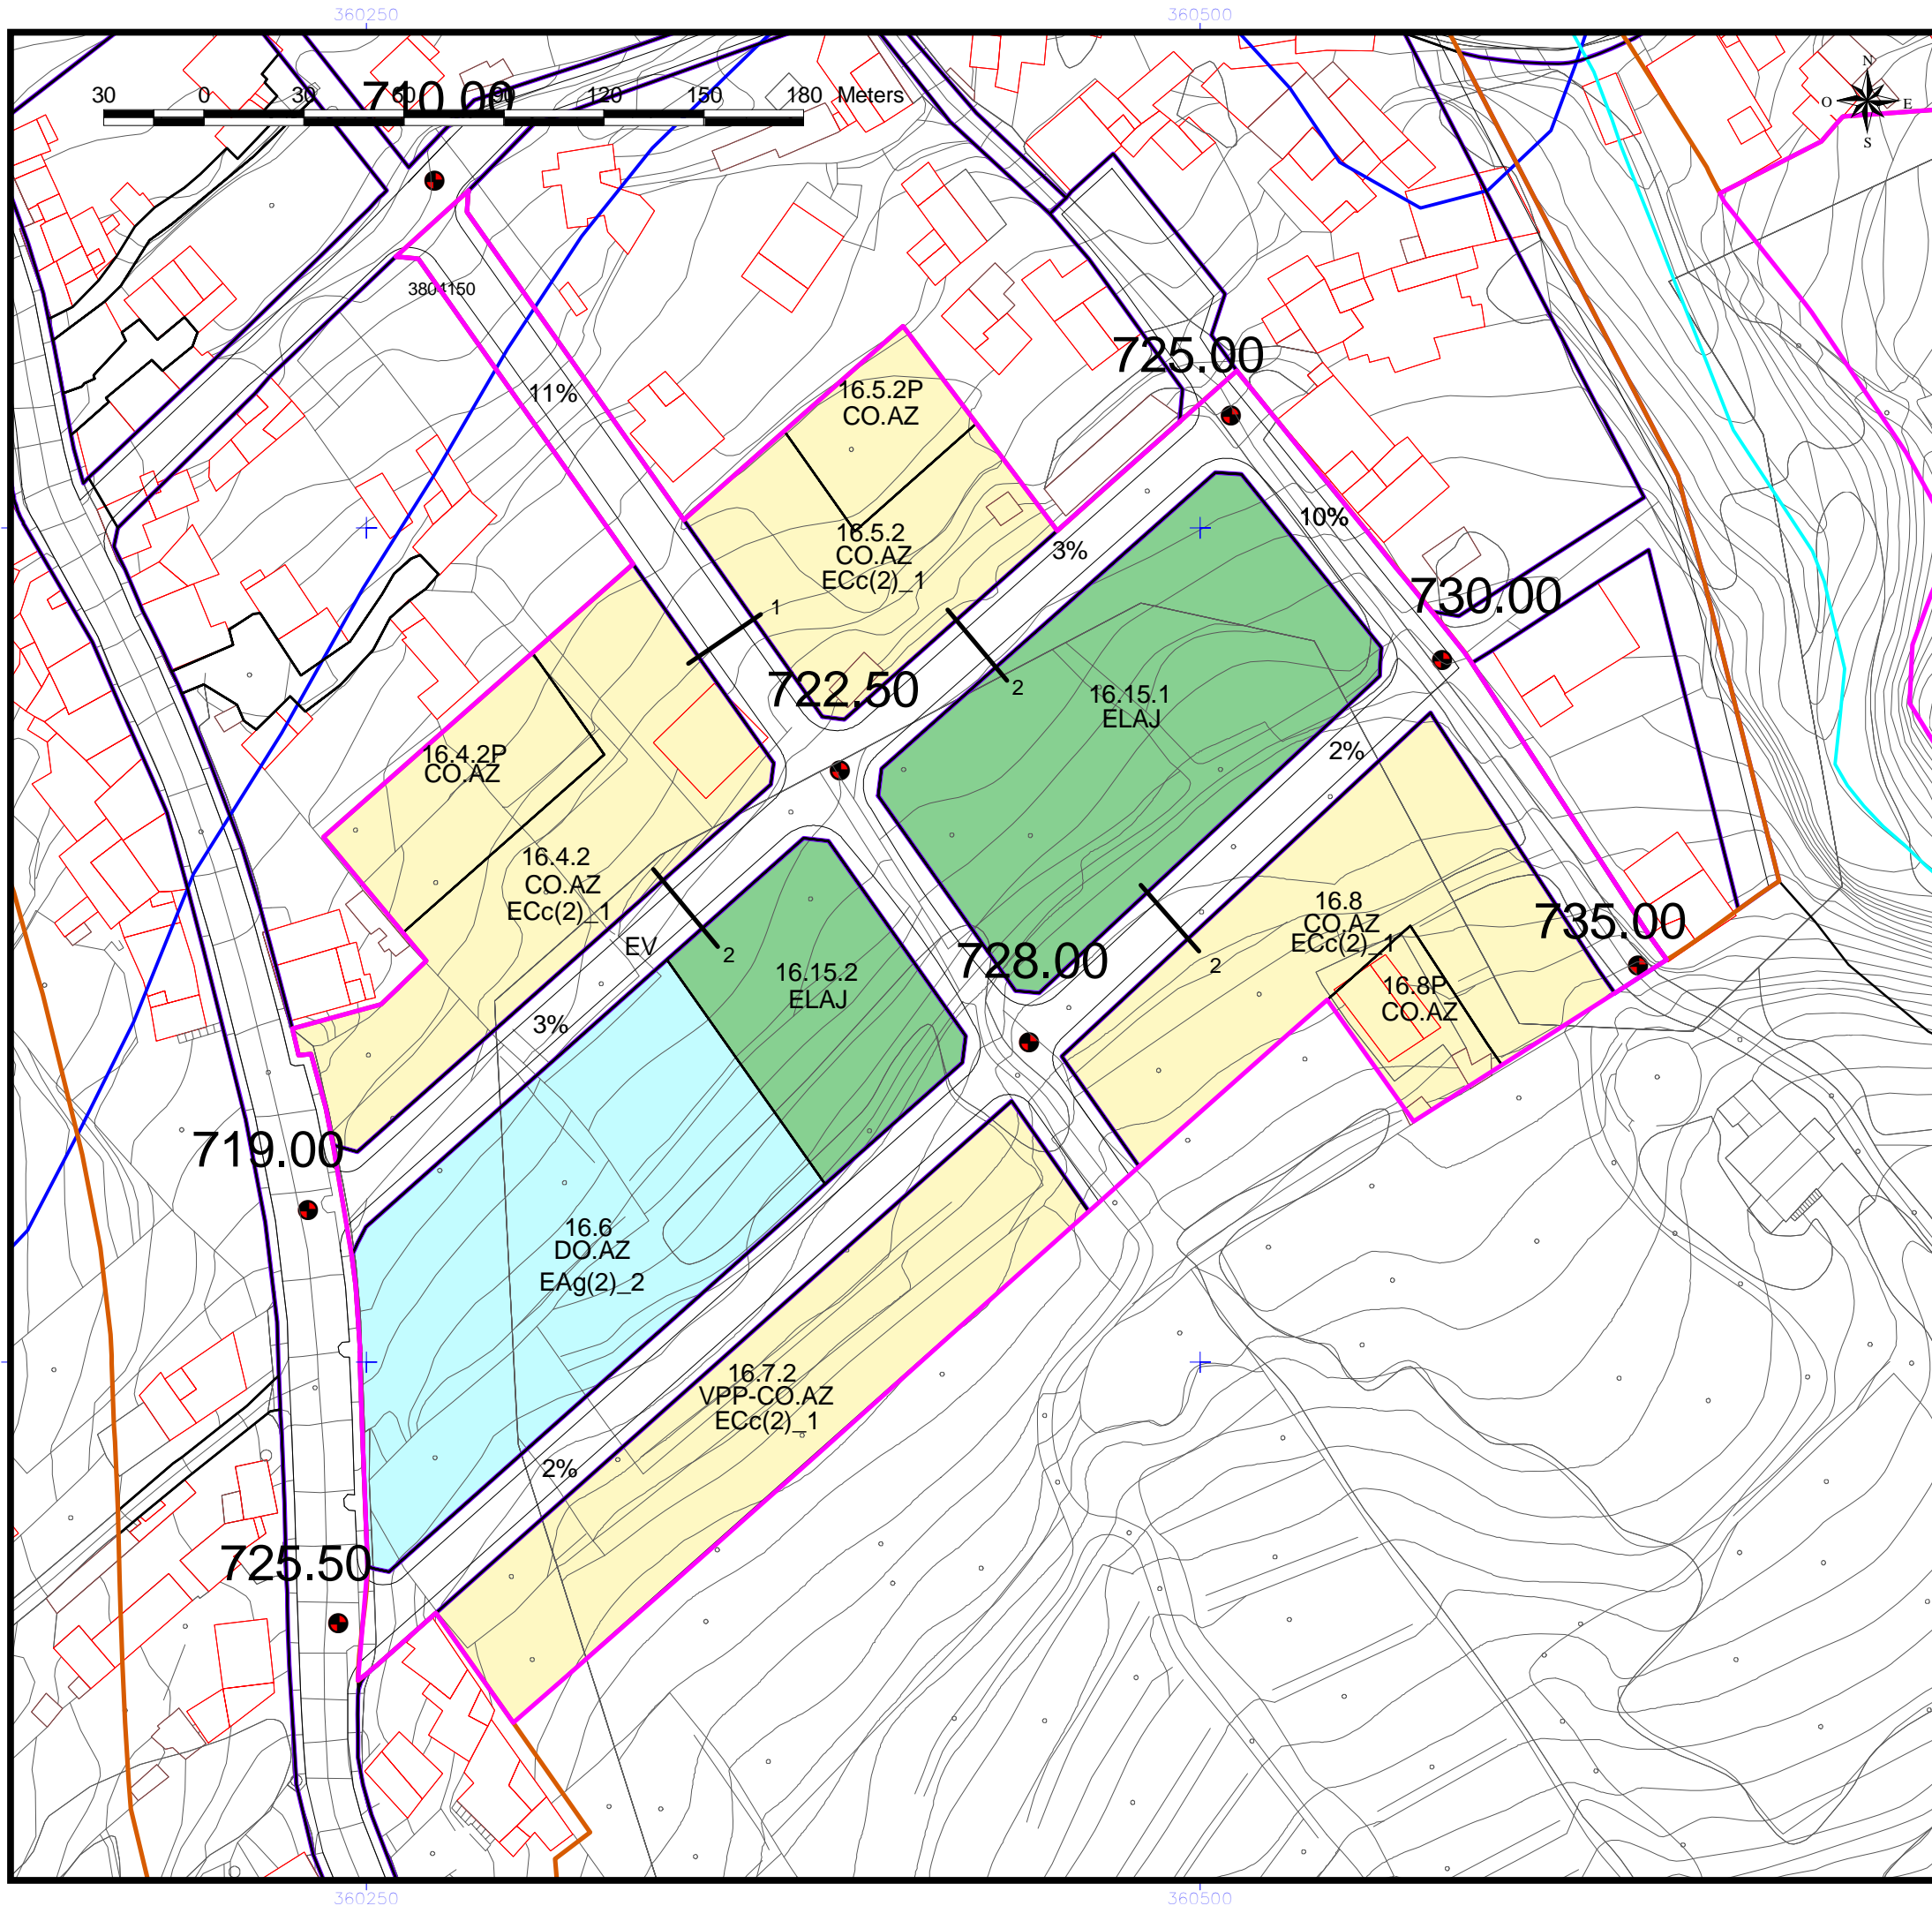 360250
360500
30 0 30 60 90 120 150 180 Meters
710.00
N
O E
S
3804150
11%
16.5.2P
CO.AZ
725.00
16.5.2
CO.AZ
ECc(2)_1
3%
10%
730.00
1
722.50
2
16.15.1
ELAJ
16.4.2P
CO.AZ
2%
16.4.2
CO.AZ
ECc(2)_1
16.8
CO.AZ
ECc(2)_1
735.00
EV
2
728.00
2
16.15.2
ELAJ
16.8P
CO.AZ
3%
719.00
16.6
DO.AZ
EAg(2)_2
16.7.2
VPP-CO.AZ
ECc(2)_1
2%
725.50
360250
360500